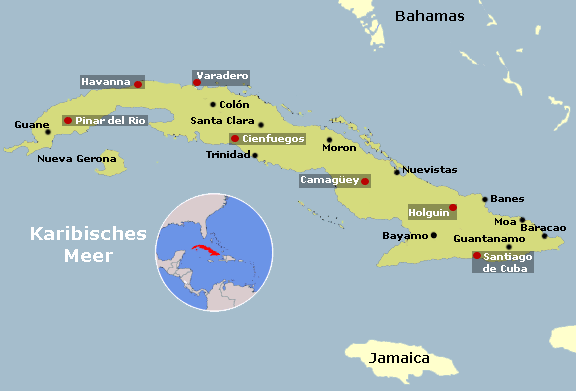 Bahamas
Havanna
Varadero
Colón
Guane
Pinar del Rio
Santa Clara
Cienfuegos
Moron
Nueva Gerona
Trinidad
Nuevistas
Camagüey
Banes
Holguin
Moa
Baracao
Karibisches
Meer
Bayamo
Guantanamo
Santiago
de Cuba
Jamaica